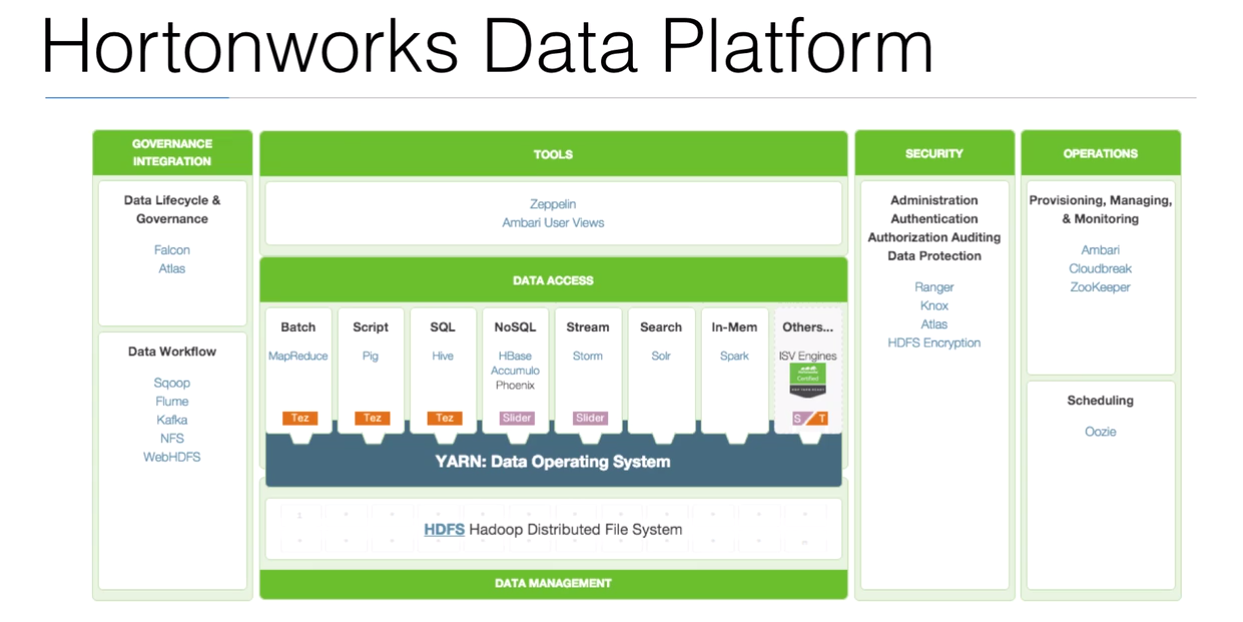 Hortonworks Data Platform
GOVERNANCE
INTEGRATION
Data Lifecycle &
Governance
Falcon
Atlas
Data Workflow
Sqoop
Flume
Kafka
NFS
WebHDFS
TOOLS
Zeppelin
Ambari User Views
DATA ACCESS
Batch
MapReduce
Tez
Script
Pig
Tez
SQL
Hive
Tez
NoSQL
HBase
Accumulo
Phoenix
Slider
Stream
Storm
Slider
Search
Solr
In-Mem
Spark
Others...
ISV Engines
Certified
S T
YARN: Data Operating System
HDFS Hadoop Distributed File System
DATA MANAGEMENT
SECURITY
Administration
Authentication
Authorization Auditing
Data Protection
Ranger
Knox
Atlas
HDFS Encryption
OPERATIONS
Provisioning, Managing,
& Monitoring
Ambari
Cloudbreak
ZooKeeper
Scheduling
Oozie